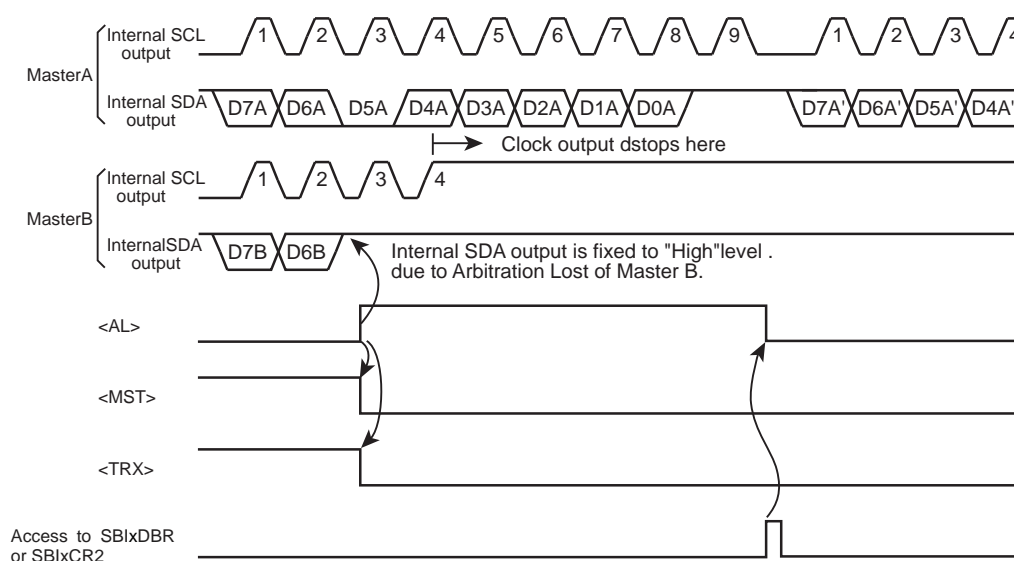 MasterA
Internal SCL
output
1 2 3 4 5 6 7 8 9 1 2 3 4
Internal SDA
output
D7A D6A D5A D4A D3A D2A D1A D0A D7A' D6A' D5A' D4A'
Clock output dstops here
MasterB
Internal SCL
output
1 2 3 4
InternalSDA
output
D7B D6B
Internal SDA output is fixed to "High"level .
due to Arbitration Lost of Master B.
<AL>
<MST>
<TRX>
Access to SBIxDBR
or SBIxCR2